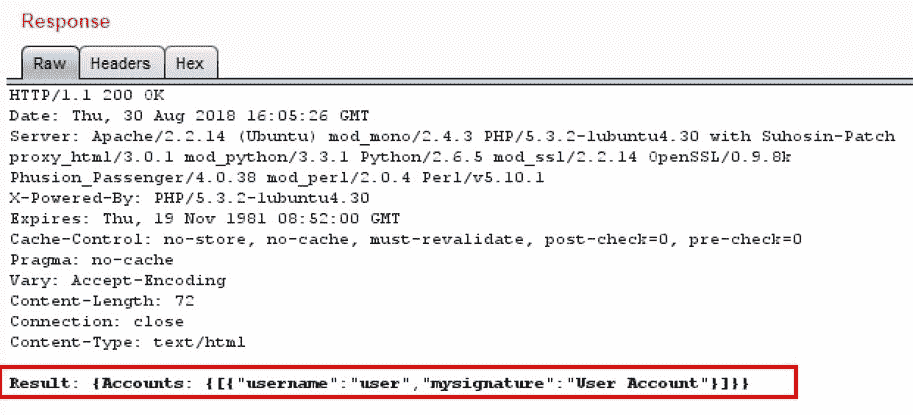 Response
Raw Headers Hex
HTTP/1.1 200 OK
Date: Thu, 30 Aug 2018 16:05:26 GMT
Server: Apache/2.2.14 (Ubuntu) mod_mono/2.4.3 PHP/5.3.2-1ubuntu4.30 with Suhosin-Patch
proxy_html/3.0.1 mod_python/3.3.1 Python/2.6.5 mod_ssl/2.2.14 OpenSSL/0.9.8k
Phusion_Passenger/4.0.38 mod_perl/2.0.4 Perl/v5.10.1
X-Powered-By: PHP/5.3.2-1ubuntu4.30
Expires: Thu, 19 Nov 1981 08:52:00 GMT
Cache-Control: no-store, no-cache, must-revalidate, post-check=0, pre-check=0
Pragma: no-cache
Vary: Accept-Encoding
Content-Length: 72
Connection: close
Content-Type: text/html
Result: {Accounts: {[{"username":"user","mysignature":"User Account"}]}}